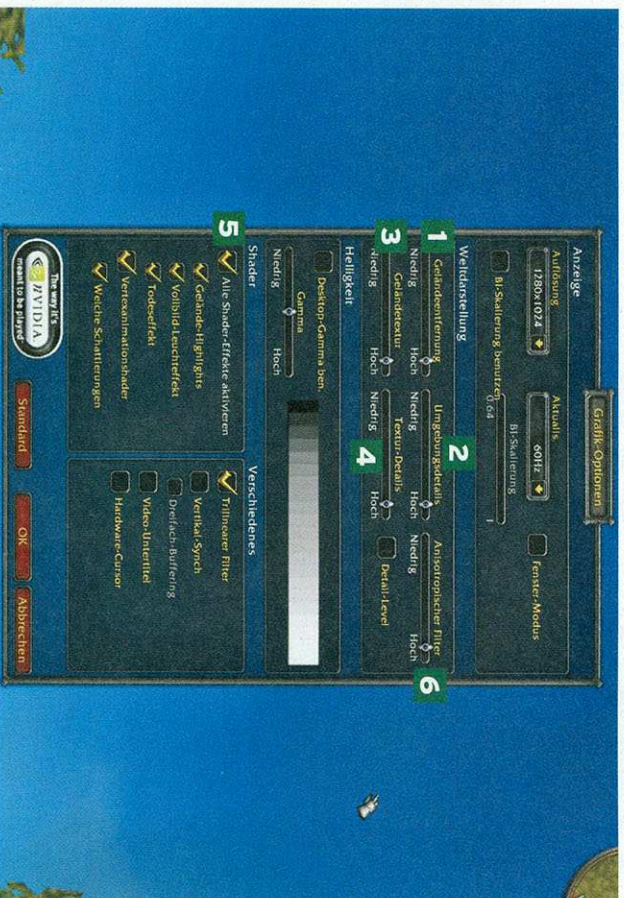 Grafik-Optionen
Anzeige
Auflösung
Aktualis
1280x1024
60Hz
Fenster-Modus
BI-Skalierung
BI-Skalierung benutzen
0.64
1
Weltdarstellung
2
1
Geländeentfernung
Umgebungsdetails
Anisotropischer Filter
6
Niedrig
Hoch
Niedrig
Hoch
Niedrig
Hoch
3
Geländetextur
Textur-Details
Detail-Level
Niedrig
Hoch
Niedrig
Hoch
4
Helligkeit
Desktop-Gamma ben.
Gamma
Niedrig
Hoch
Shader
Verschiedenes
5
Alle Shader-Effekte aktivieren
Gelände-Highlights
Vollbild-Leuchteffekt
Todeseffekt
Vertexanimationshader
Weiche Schattierungen
Trilinearer Filter
Vertikal-Synch
Dreifach-Buffering
Video-Untertitel
Hardware-Cursor
The way it's
nVIDIA
meant to be played
Standard
OK
Abbrechen